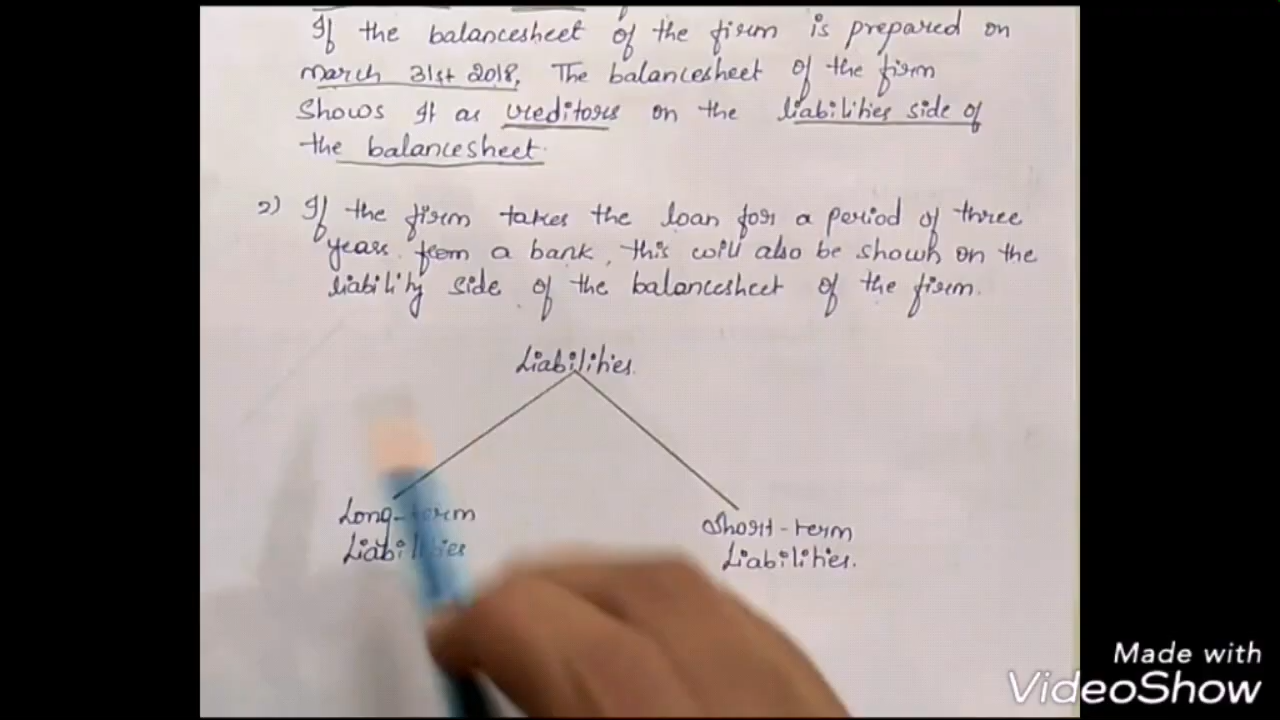 If the balancesheet of the firm is prepared on
march 31st 2018, The balancesheet of the firm
Shows It as creditors on the liabilities side of
the balancesheet.
2) If the firm takes the loan for a period of three
years from a bank, this will also be shown on the
liability side of the balancesheet of the firm.
Liabilities.
Long-term
Liabilities
Short-term
Liabilities.
Made with
VideoShow